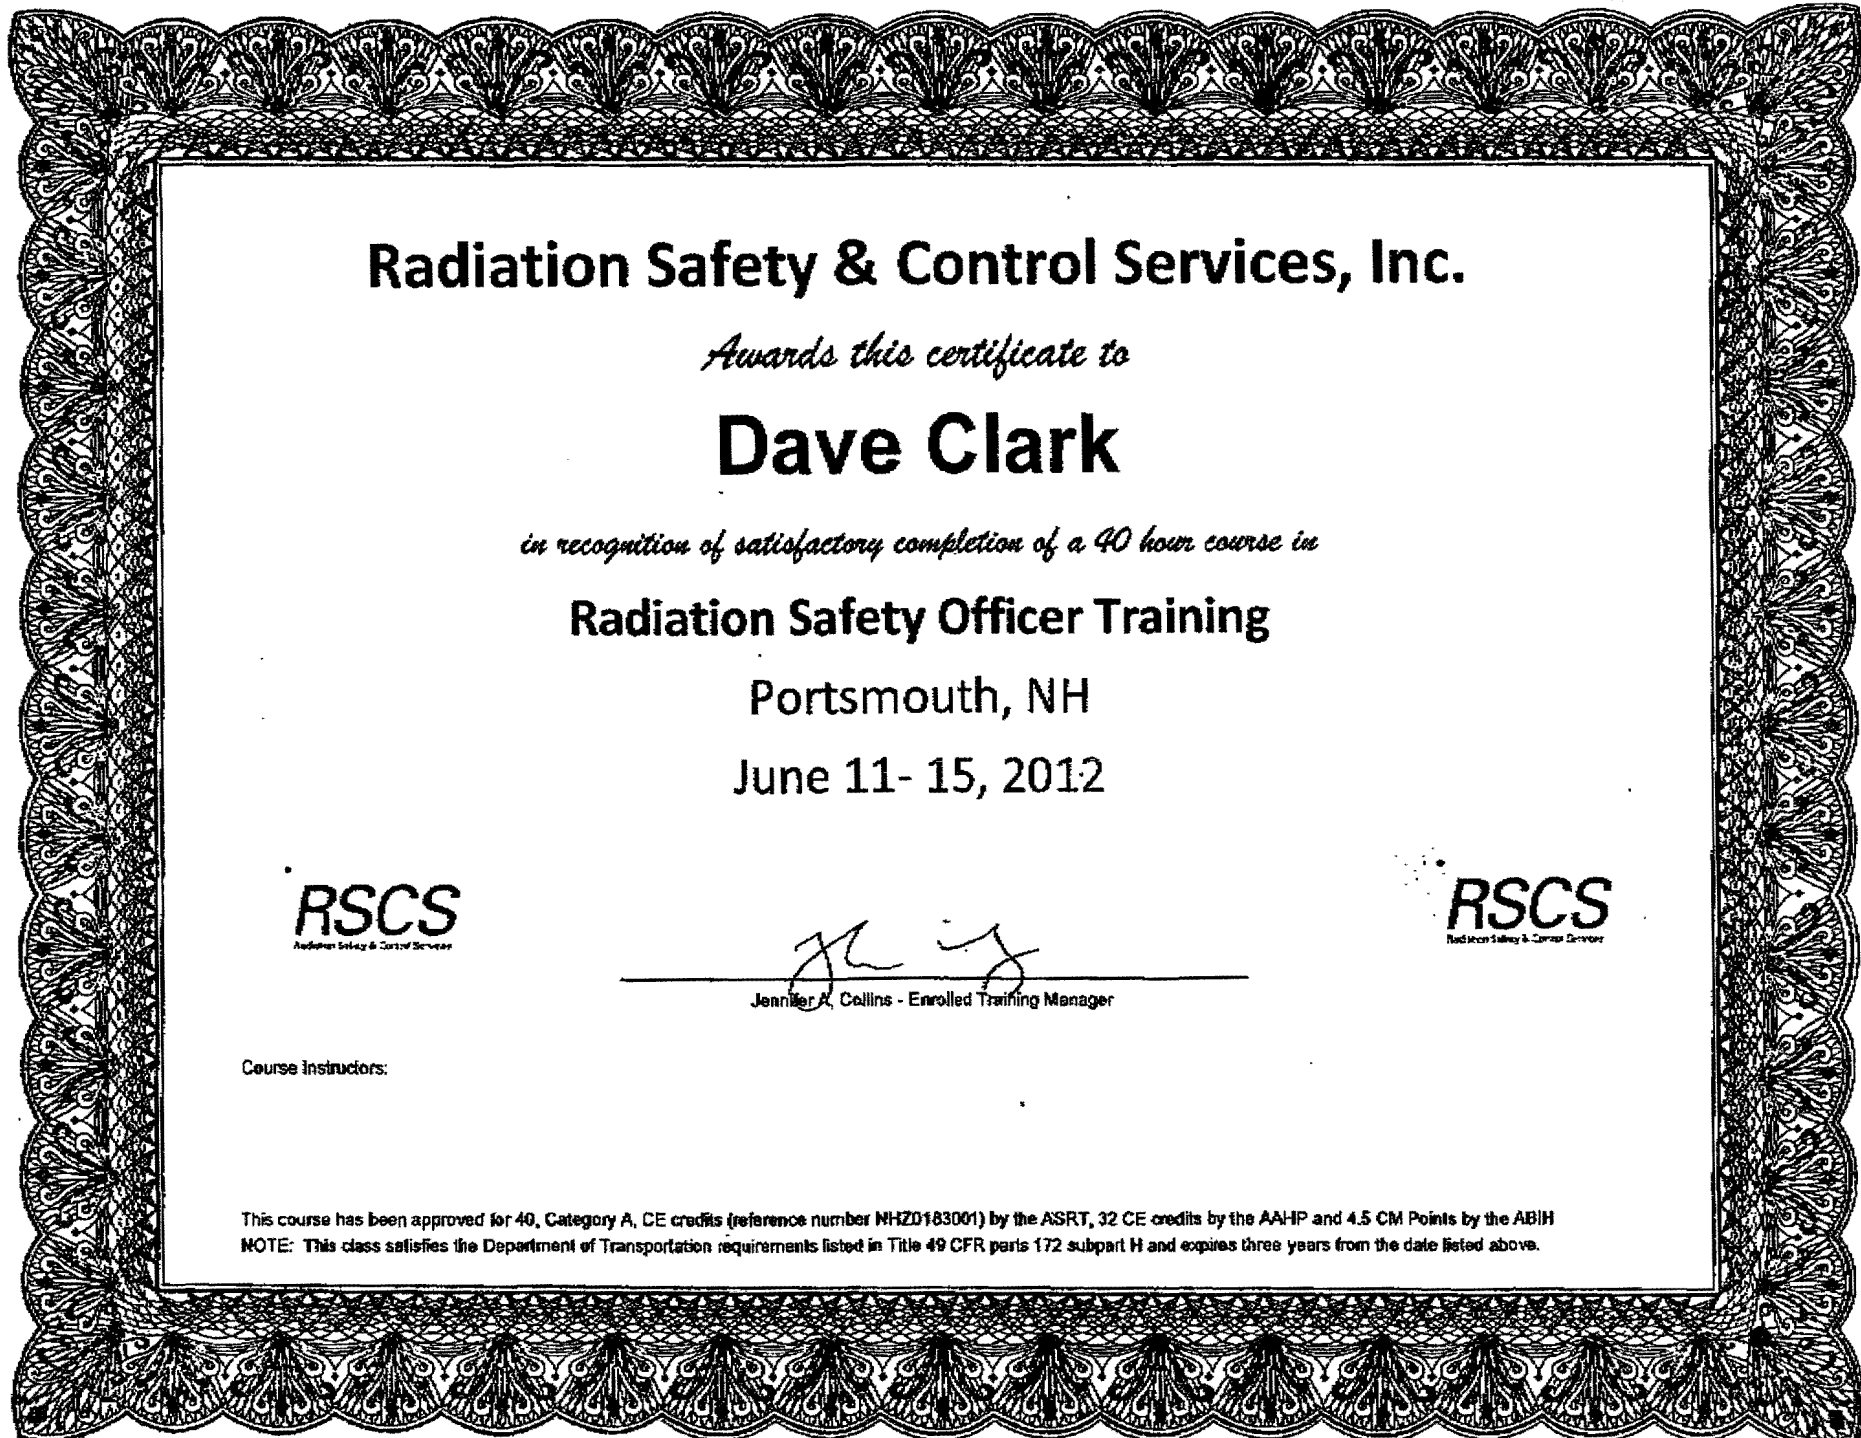 Radiation Safety & Control Services, Inc.
Awards this certificate to
Dave Clark
in recognition of satisfactory completion of a 40 hour course in
Radiation Safety Officer Training
Portsmouth, NH
June 11- 15, 2012
RSCS
Radiation Safety & Control Services
RSCS
Radiation Safety & Control Services
Jennifer A. Collins - Enrolled Training Manager
Course Instructors:
This course has been approved for 40, Category A, CE credits (reference number NHZ0183001) by the ASRT, 32 CE credits by the AAHP and 4.5 CM Points by the ABIH
NOTE: This class satisfies the Department of Transportation requirements listed in Title 49 CFR parts 172 subpart H and expires three years from the date listed above.